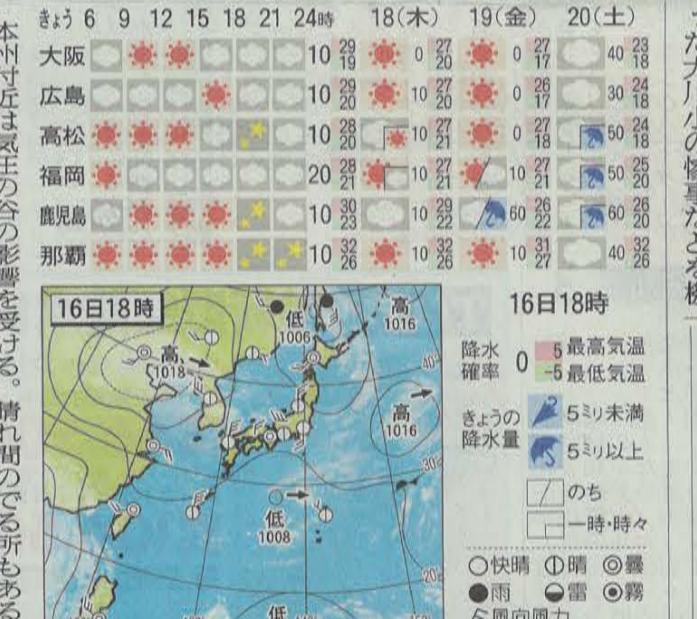 きょう 6 9 12 15 18 21 24時 18(木) 19(金) 20(土)
大阪 10 29 19 0 27 20 0 27 17 40 23 18
広島 10 29 20 10 27 20 0 26 17 30 24 18
高松 10 28 20 10 27 21 0 27 18 50 24 18
福岡 20 28 21 10 27 21 10 27 21 50 25 20
鹿児島 10 30 23 10 29 22 60 26 22 60 26 20
那覇 10 32 26 10 32 26 10 31 27 40 32 26
本州付近は気圧の谷の影響を受ける。晴れ間のでる所もある
16日18時
低
1006
高
1016
高
1018
40°
高
1016
30°
低
1008
20°
低
16日18時
降水
確率
0
5 最高気温
-5 最低気温
きょうの
降水量
5ミリ未満
5ミリ以上
のち
一時・時々
快晴 晴 曇
雨 雷 霧
風向風力